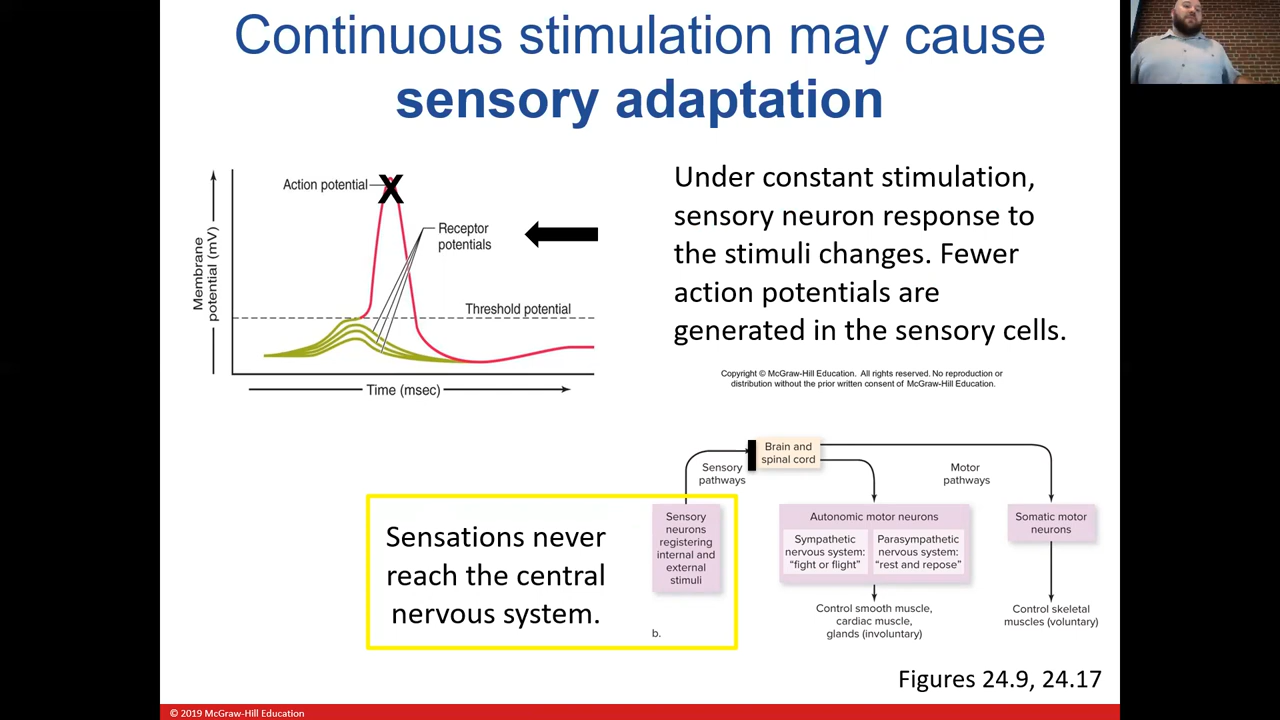 Continuous stimulation may cause
sensory adaptation
Action potential
X
Receptor
potentials
Membrane
potential (mV)
Threshold potential
Time (msec)
Under constant stimulation,
sensory neuron response to
the stimuli changes. Fewer
action potentials are
generated in the sensory cells.
Copyright © McGraw-Hill Education. All rights reserved. No reproduction or
distribution without the prior written consent of McGraw-Hill Education.
Brain and
spinal cord
Sensory
pathways
Motor
pathways
Sensations never
reach the central
nervous system.
Sensory
neurons
registering
internal and
external
stimuli
b.
Autonomic motor neurons
Sympathetic
nervous system:
“fight or flight”
Parasympathetic
nervous system:
“rest and repose”
Somatic motor
neurons
Control smooth muscle,
cardiac muscle,
glands (involuntary)
Control skeletal
muscles (voluntary)
Figures 24.9, 24.17
© 2019 McGraw-Hill Education